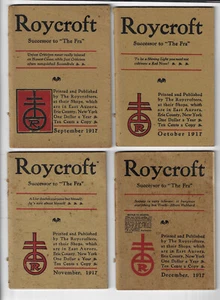 Roycroft
Successor to "The Fra"
Printed and Published
by The Roycrofters,
at their Shops, which
are in East Aurora,
Erie County, New York
One Dollar a Year
Ten Cents a Copy
September 1917
Roycroft
Successor to "The Fra"
Printed and Published
by The Roycrofters,
at their Shops, which
are in East Aurora,
Erie County, New York
One Dollar a Year
Ten Cents a Copy
October 1917
Roycroft
Successor to "The Fra"
Printed and Published
by The Roycrofters,
at their Shops, which
are in East Aurora,
Erie County, New York
One Dollar a Year
Ten Cents a Copy
November, 1917
Roycroft
Successor to "The Fra"
Printed and Published
by The Roycrofters,
at their Shops, which
are in East Aurora,
Erie County, New York
One Dollar a Year
Ten Cents a Copy
December, 1917